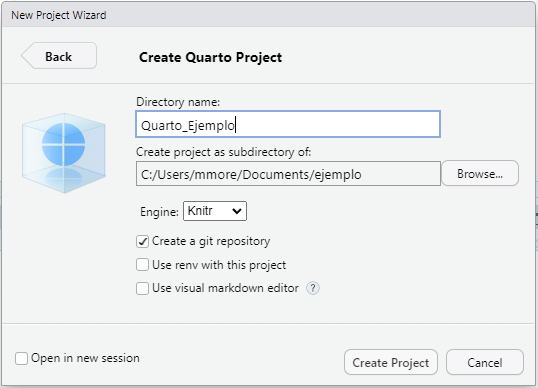 New Project Wizard
Back
Create Quarto Project
Directory name:
Quarto_Ejemplo
Create project as subdirectory of:
C:/Users/mmore/Documents/ejemplo
Browse...
Engine: Knitr
Create a git repository
Use renv with this project
Use visual markdown editor ?
Open in new session
Create Project
Cancel